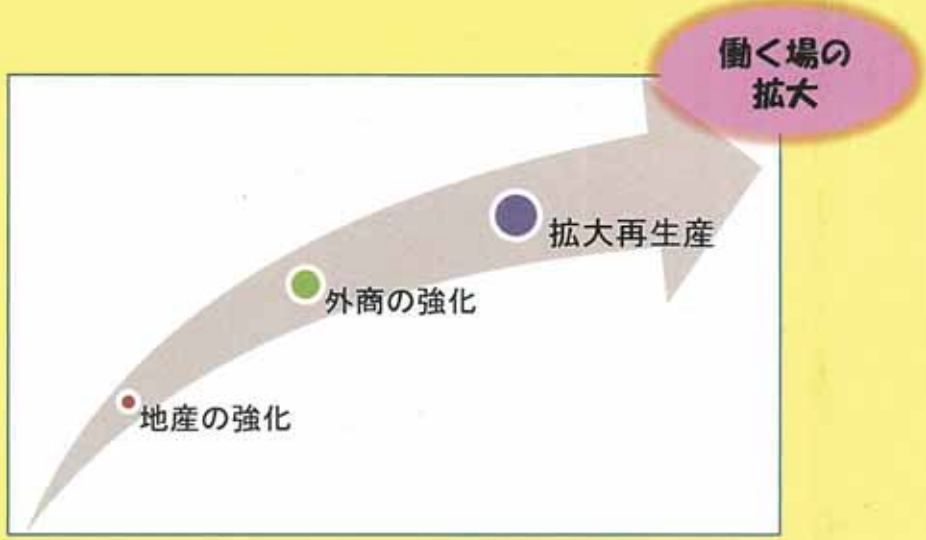 働く場の
拡大
拡大再生産
外商の強化
地産の強化